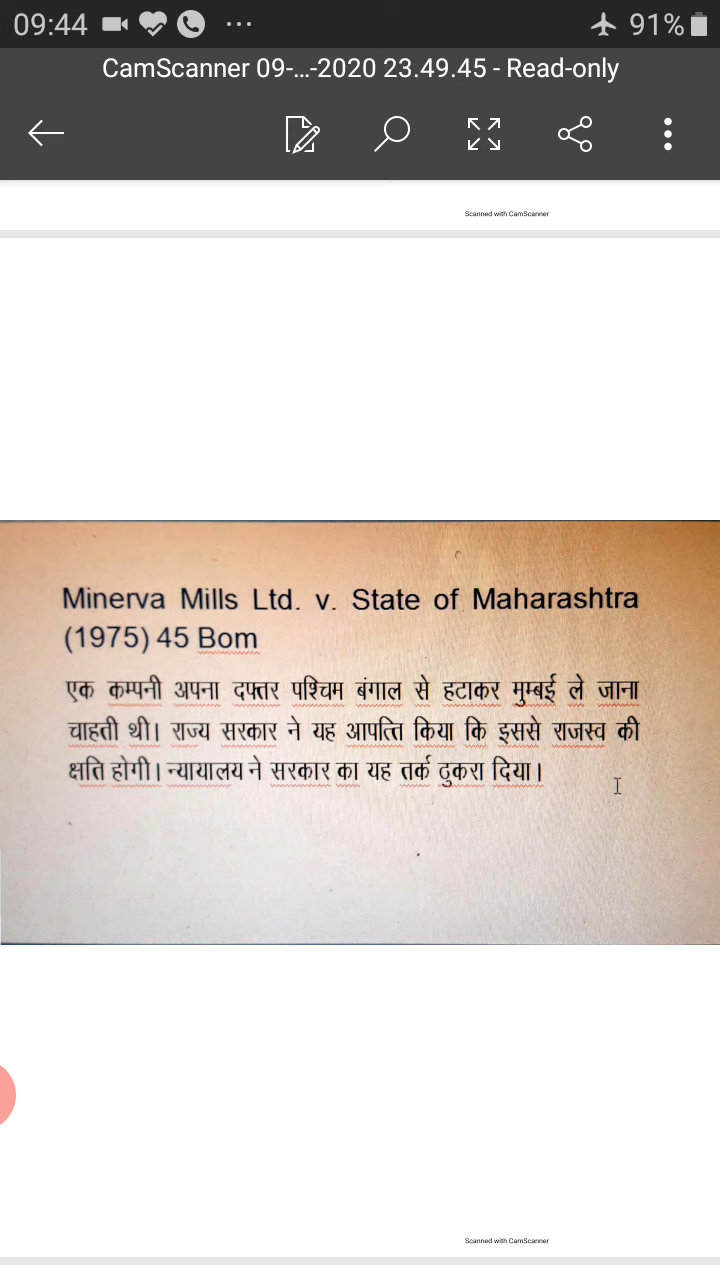 09:44 ... 91%
CamScanner 09-...-2020 23.49.45 - Read-only
Scanned with CamScanner
Minerva Mills Ltd. v. State of Maharashtra
(1975) 45 Bom
एक कम्पनी अपना दफ्तर पश्चिम बंगाल से हटाकर मुम्बई ले जाना
चाहती थी। राज्य सरकार ने यह आपत्ति किया कि इससे राजस्व की
क्षति होगी। न्यायालय ने सरकार का यह तर्क ठुकरा दिया।
Scanned with CamScanner